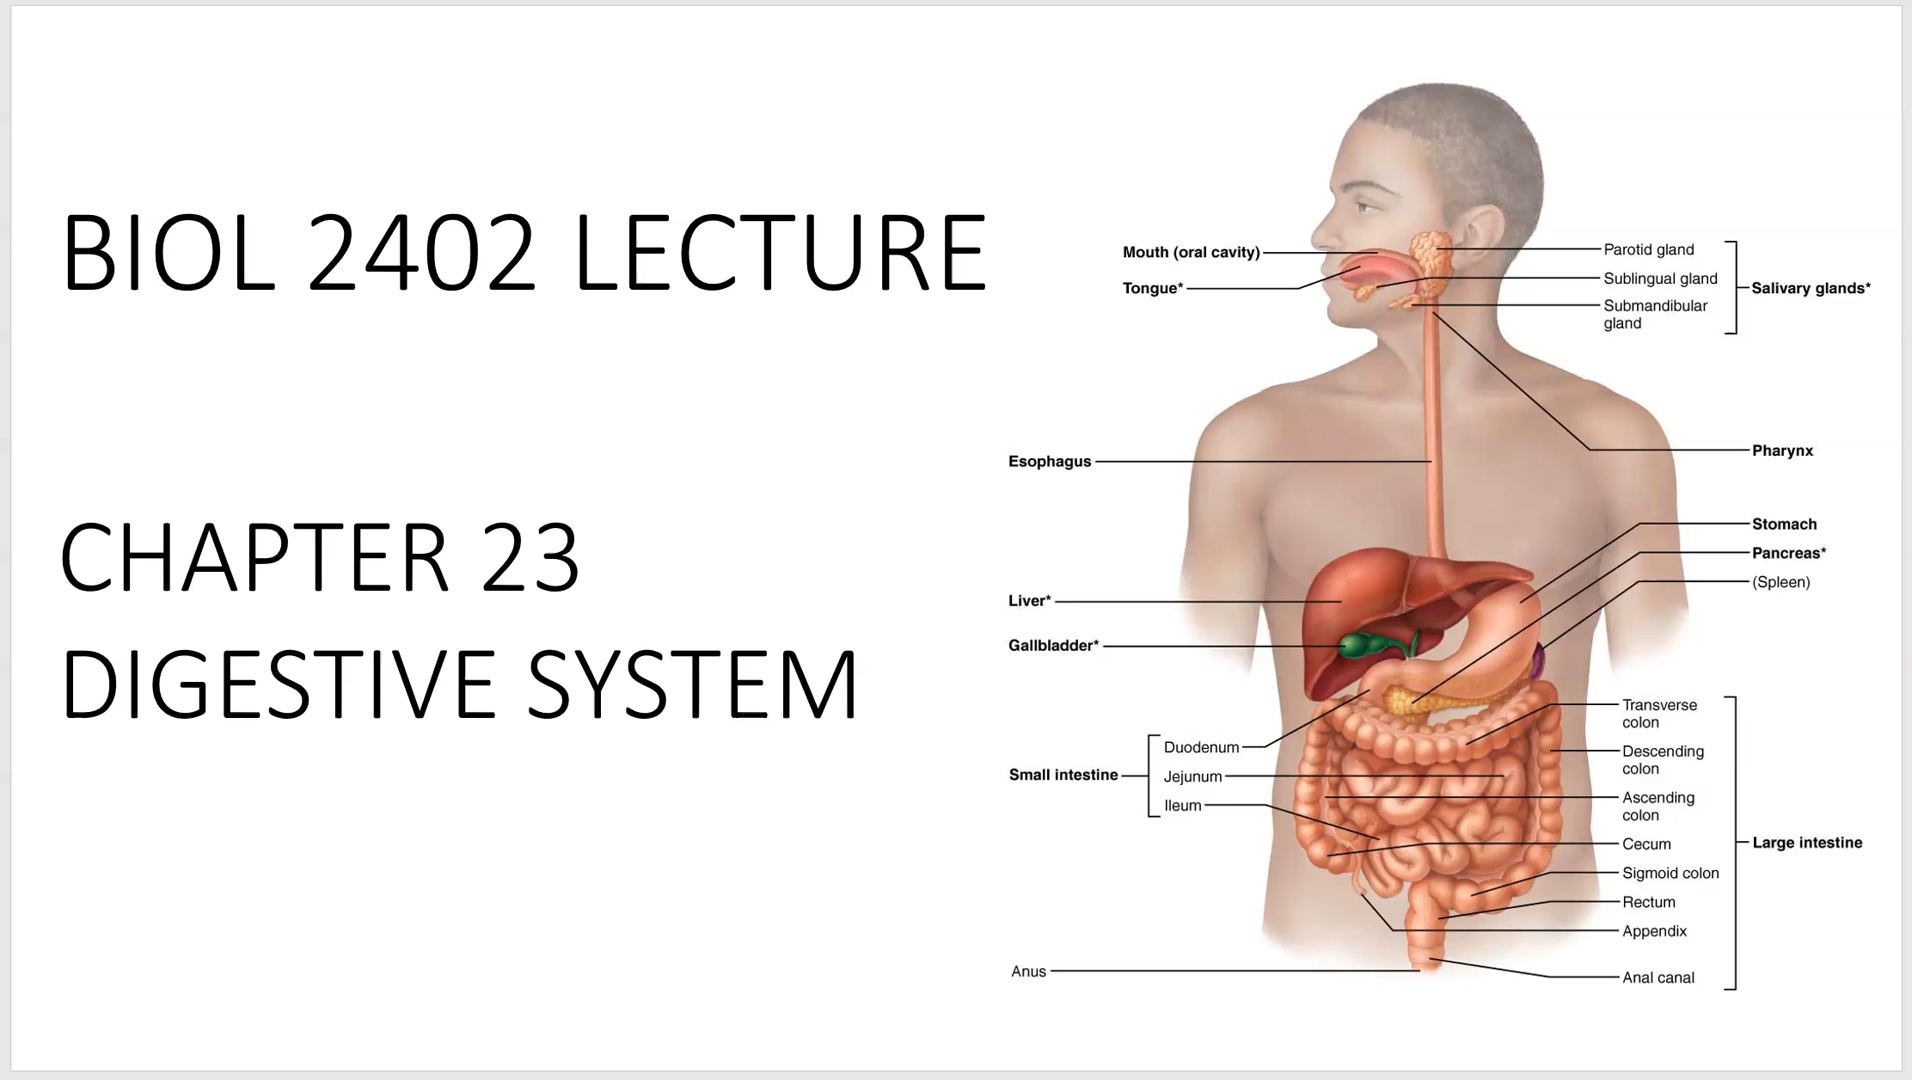 BIOL 2402 LECTURE
CHAPTER 23
DIGESTIVE SYSTEM
Mouth (oral cavity)
Tongue*
Parotid gland
Sublingual gland
Submandibular
gland
Salivary glands*
Esophagus
Pharynx
Stomach
Pancreas*
(Spleen)
Liver*
Gallbladder*
Small intestine
Duodenum
Jejunum
Ileum
Transverse
colon
Descending
colon
Ascending
colon
Cecum
Sigmoid colon
Rectum
Appendix
Anal canal
Large intestine
Anus